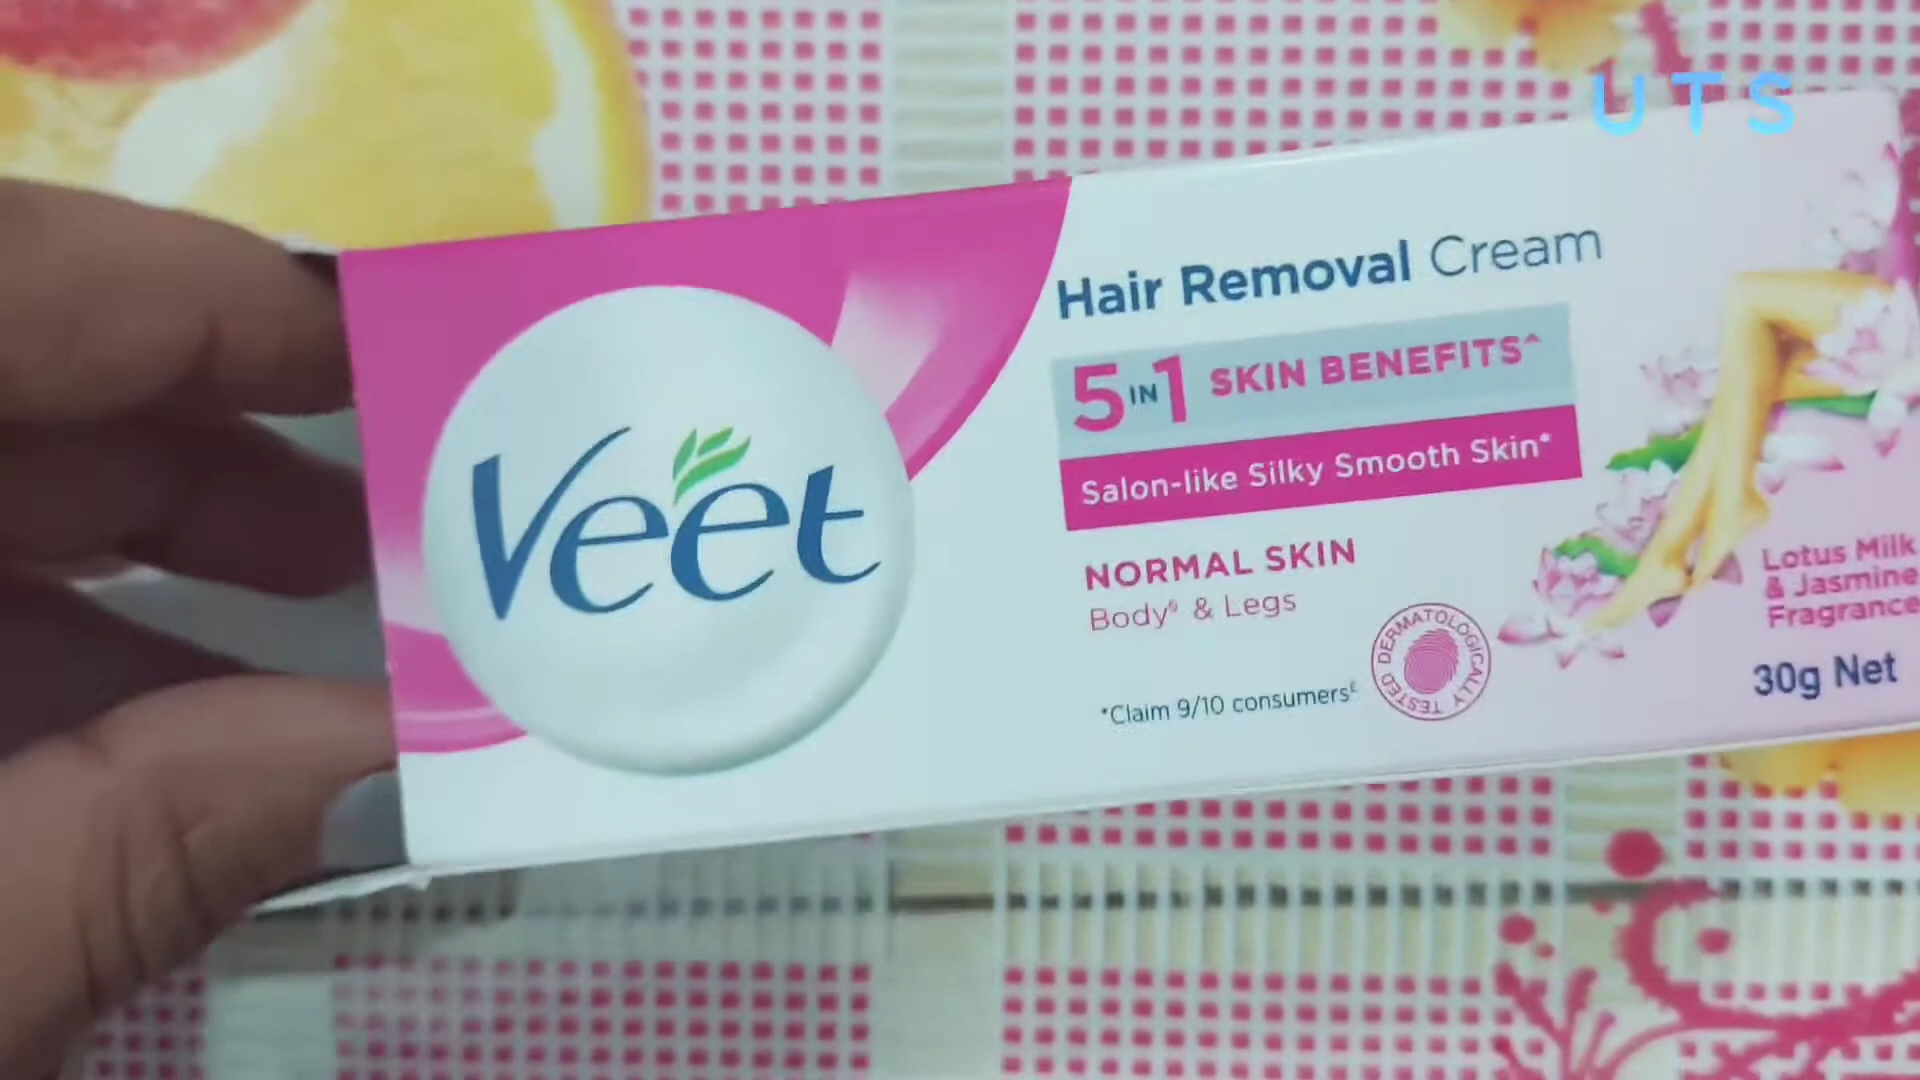 UTS
Veet
Hair Removal Cream
5 IN 1 SKIN BENEFITS^
Salon-like Silky Smooth Skin*
NORMAL SKIN
Body° & Legs
*Claim 9/10 consumers£
DERMATOLOGICALLY TESTED
Lotus Milk
& Jasmine
Fragrance
30g Net